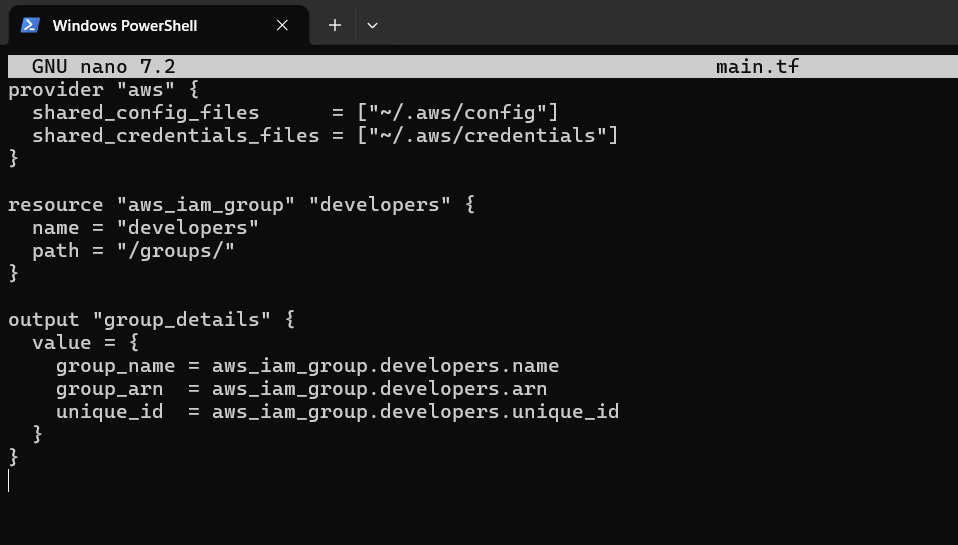 Windows PowerShell
GNU nano 7.2 main.tf
provider "aws" {
  shared_config_files      = ["~/.aws/config"]
  shared_credentials_files = ["~/.aws/credentials"]
}

resource "aws_iam_group" "developers" {
  name = "developers"
  path = "/groups/"
}

output "group_details" {
  value = {
    group_name = aws_iam_group.developers.name
    group_arn  = aws_iam_group.developers.arn
    unique_id  = aws_iam_group.developers.unique_id
  }
}